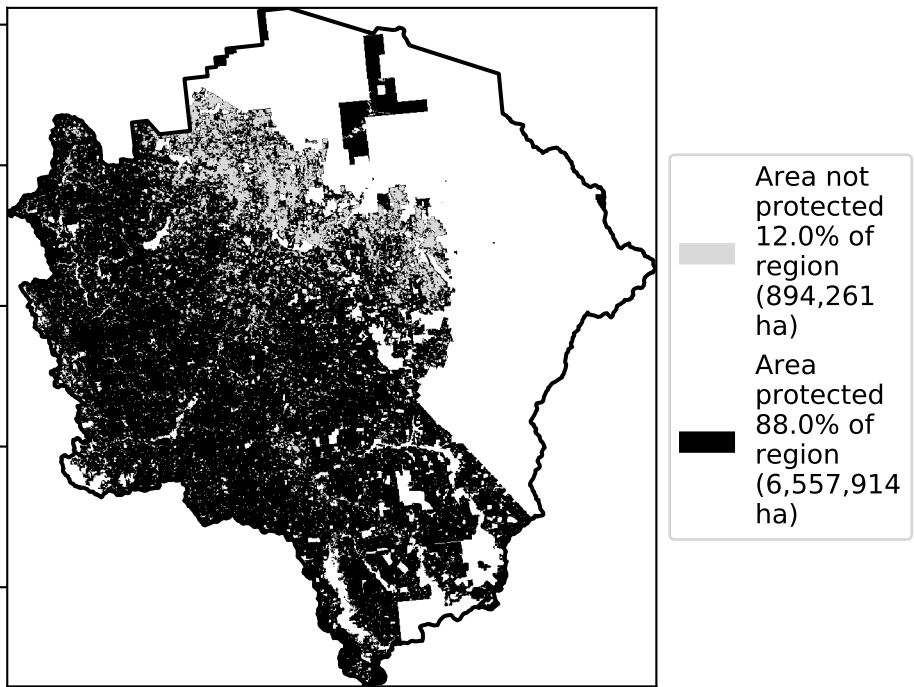 Area not
protected
12.0% of
region
(894,261
ha)
Area
protected
88.0% of
region
(6,557,914
ha)